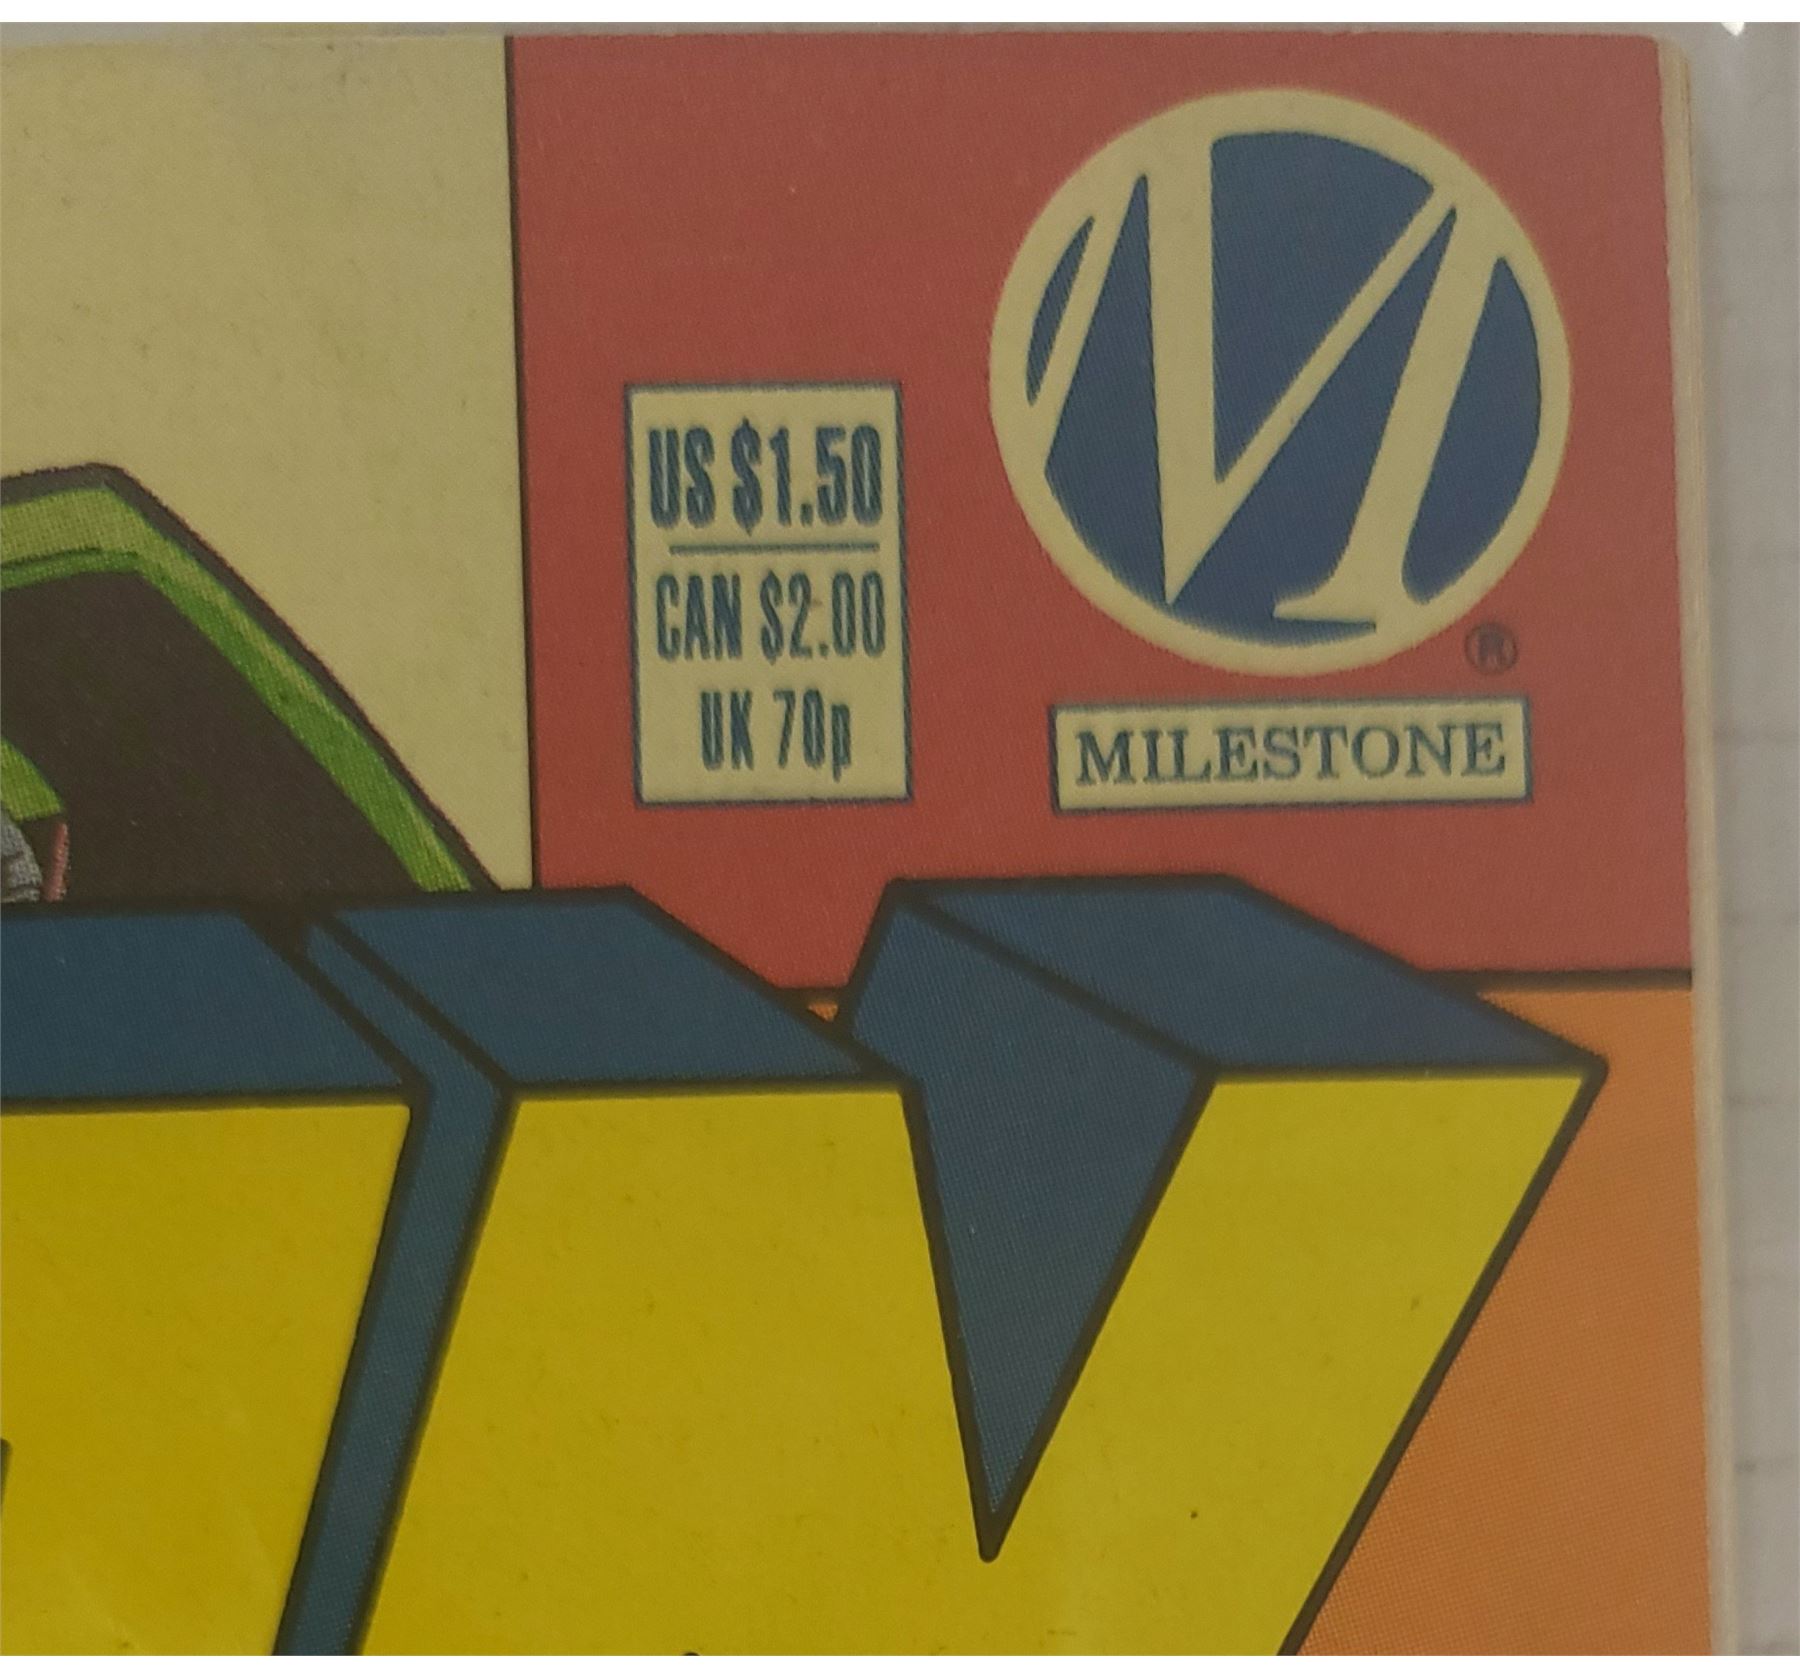 M
®
US $1.50
CAN $2.00
UK 70p
MILESTONE